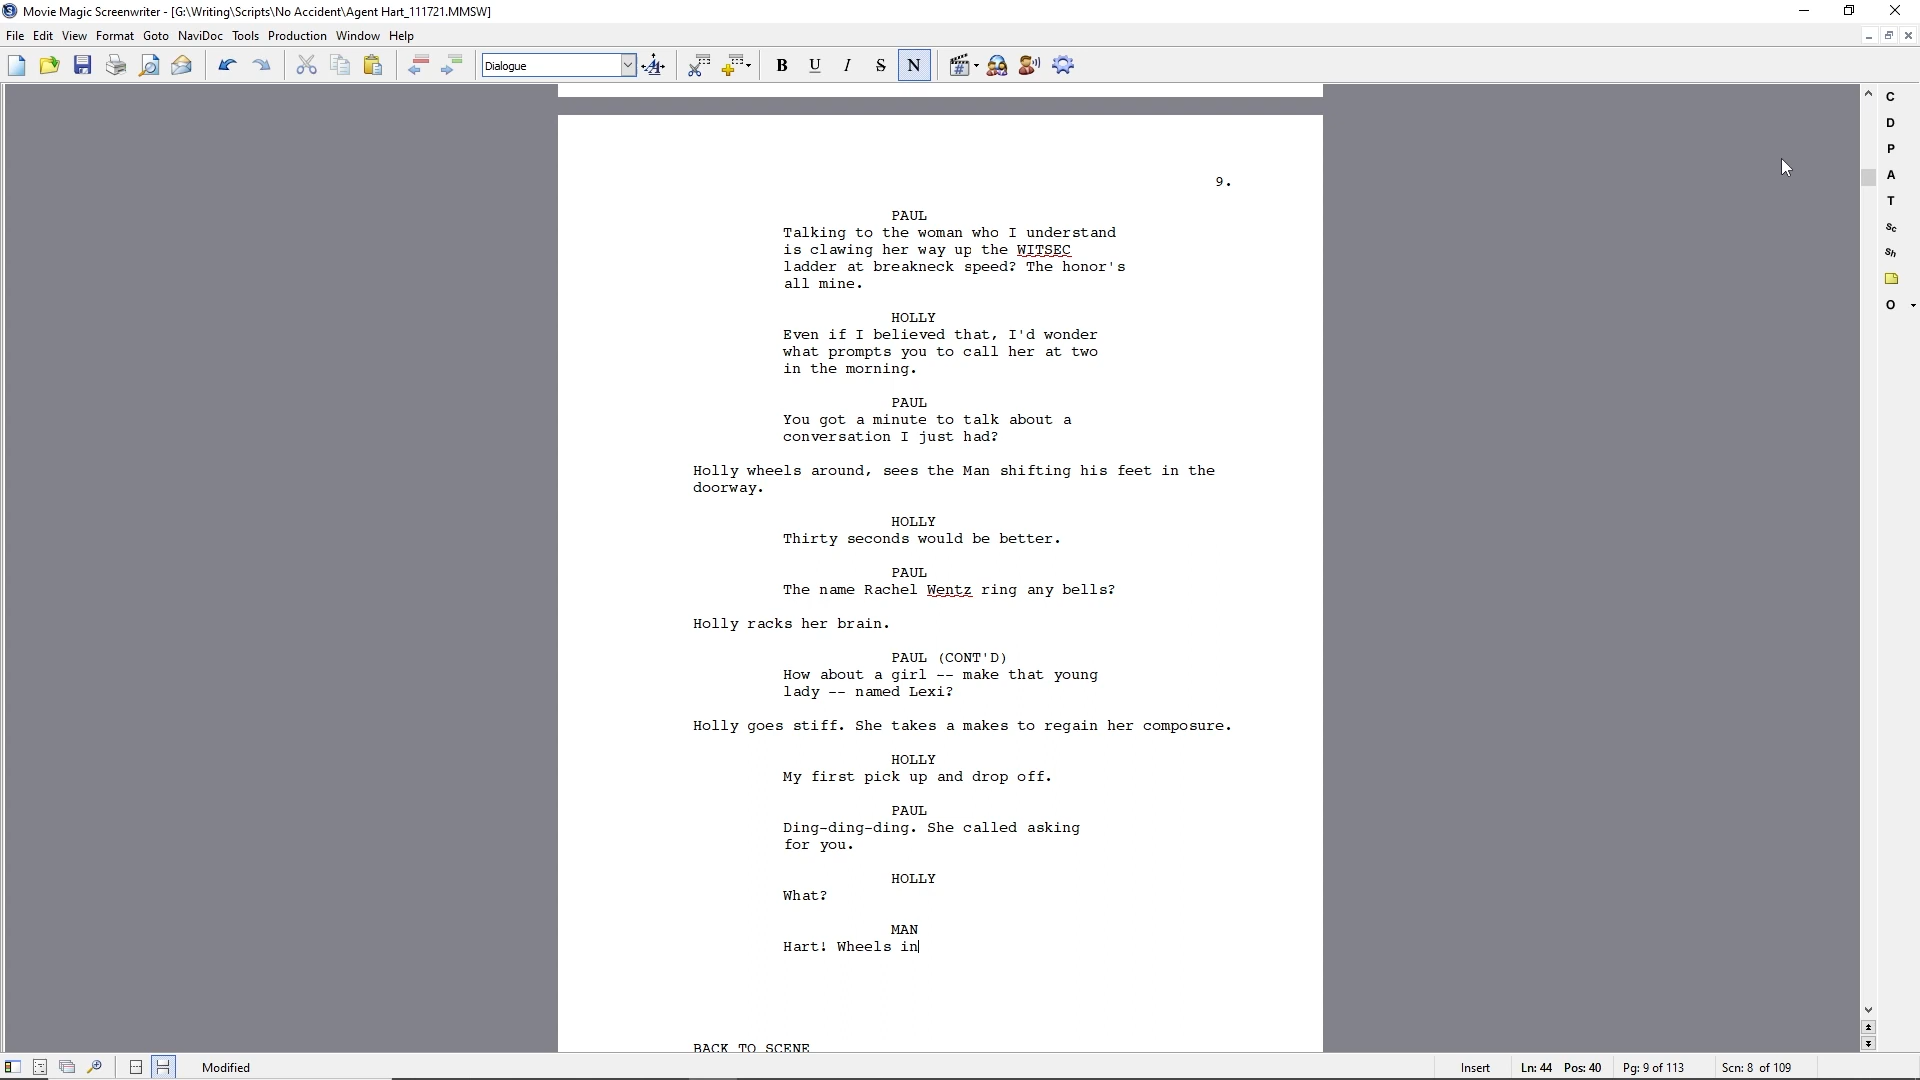 Movie Magic Screenwriter - [G:\Writing\Scripts\No Accident\Agent Hart_111721.MMSW]
File Edit View Format Goto NaviDoc Tools Production Window Help
Dialogue B U I S N
C
D
P
A
T
Sc
Sh
O
9.
PAUL
Talking to the woman who I understand
is clawing her way up the WITSEC
ladder at breakneck speed? The honor's
all mine.
HOLLY
Even if I believed that, I'd wonder
what prompts you to call her at two
in the morning.
PAUL
You got a minute to talk about a
conversation I just had?
Holly wheels around, sees the Man shifting his feet in the
doorway.
HOLLY
Thirty seconds would be better.
PAUL
The name Rachel Wentz ring any bells?
Holly racks her brain.
PAUL (CONT'D)
How about a girl -- make that young
lady -- named Lexi?
Holly goes stiff. She takes a makes to regain her composure.
HOLLY
My first pick up and drop off.
PAUL
Ding-ding-ding. She called asking
for you.
HOLLY
What?
MAN
Hart! Wheels in
BACK TO SCENE
Modified Insert Ln: 44 Pos: 40 Pg: 9 of 113 Scn: 8 of 109